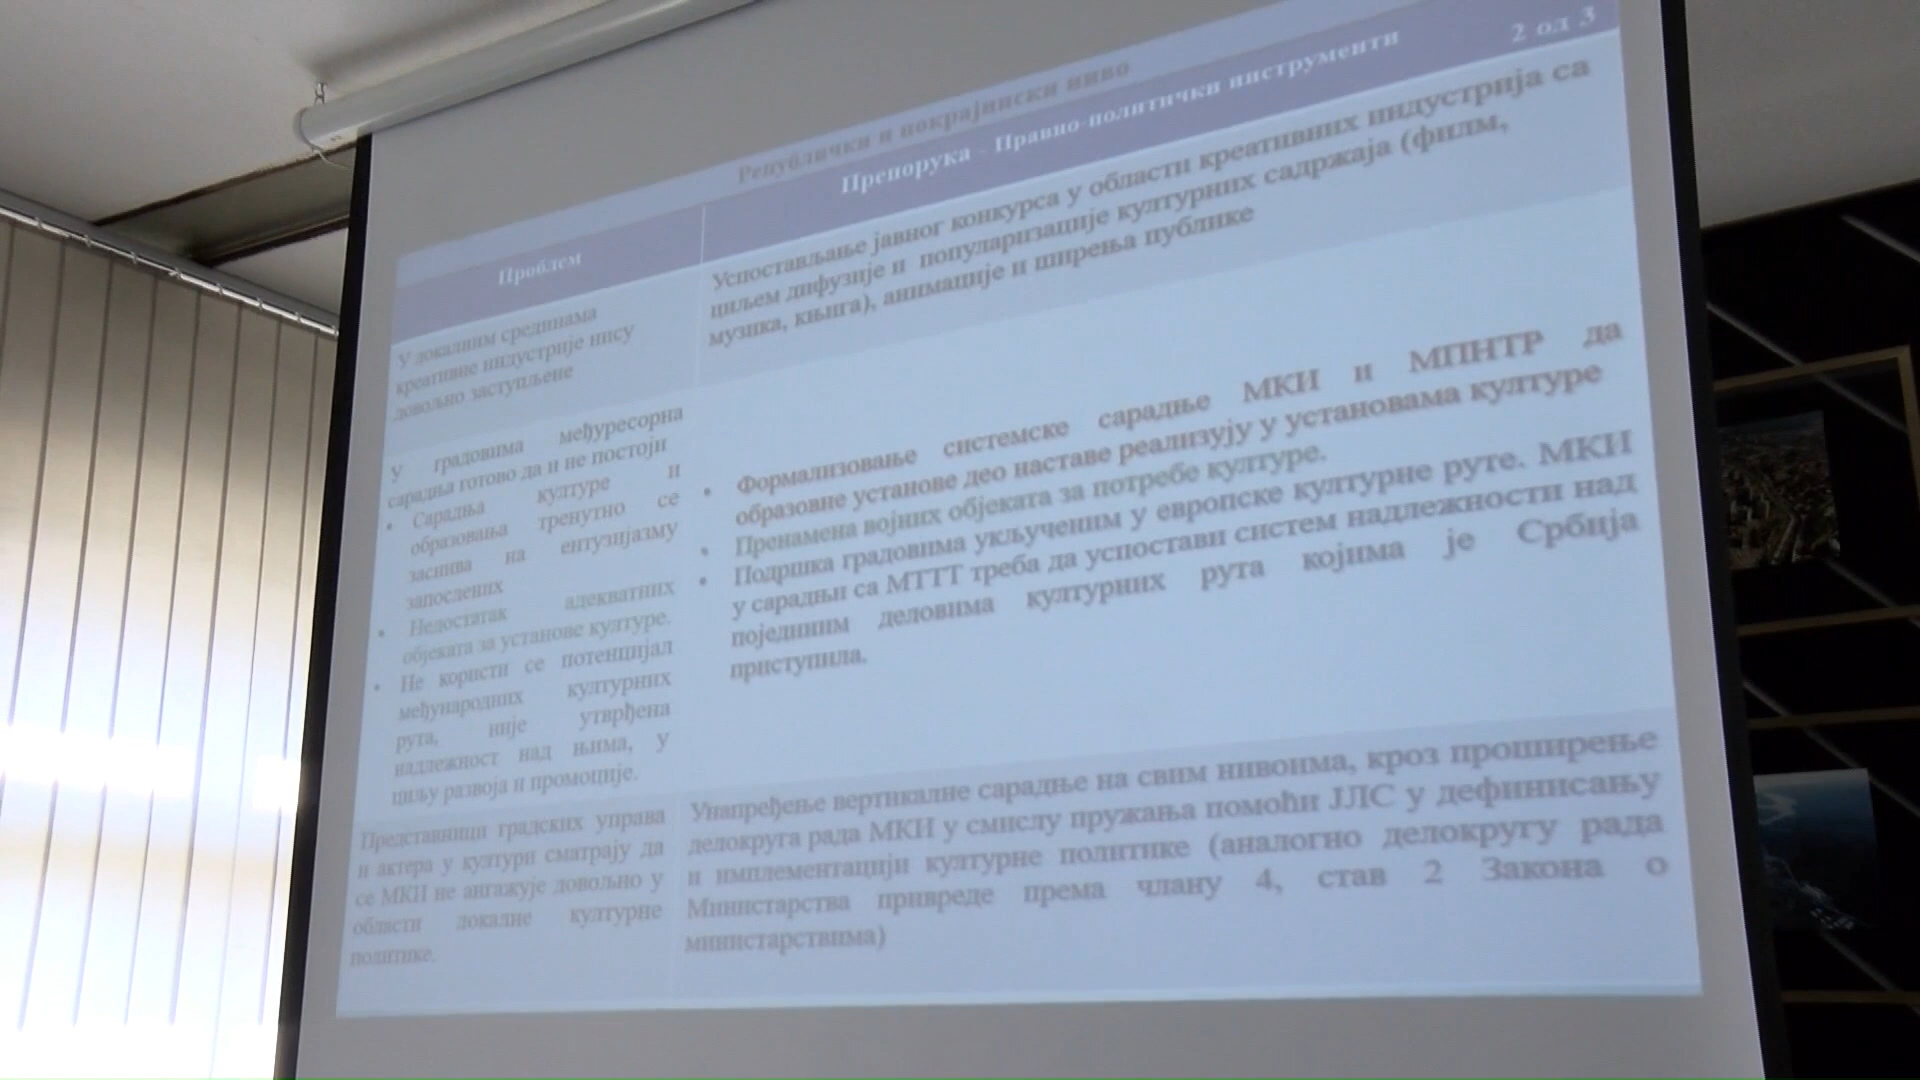 Републички и покрајински ниво
2 од 3
Проблем
Препорука - Правно-политички инструменти
У локалним срединама
креативне индустрије нису
довољно заступљене
Успостављање јавног конкурса у области креативних индустрија са
циљем дифузије и популаризације културних садржаја (филм,
музика, књига), анимације и ширења публике
У градовима међуресорна
сарадња готово да и не постоји
• Сарадња културе и
образовања тренутно се
заснива на ентузијазму
запослених
• Недостатак адекватних
објеката за установе културе.
• Не користи се потенцијал
међународних културних
рута, није утврђена
надлежност над њима, у
циљу развоја и промоције.
• Формализовање системске сарадње МКИ и МПНТР да
образовне установе део наставе реализују у установама културе
• Пренамена војних објеката за потребе културе.
• Подршка градовима укљученим у европске културне руте. МКИ
у сарадњи са МТТТ треба да успостави систем надлежности над
појединим деловима културних рута којима је Србија
приступила.
Представници градских управа
и актера у култури сматрају да
се МКИ не ангажује довољно у
области локалне културне
политике.
Унапређење вертикалне сарадње на свим нивоима, кроз проширење
делокруга рада МКИ у смислу пружања помоћи ЈЛС у дефинисању
и имплементацији културне политике (аналогно делокругу рада
Министарства привреде према члану 4, став 2 Закона о
министарствима)